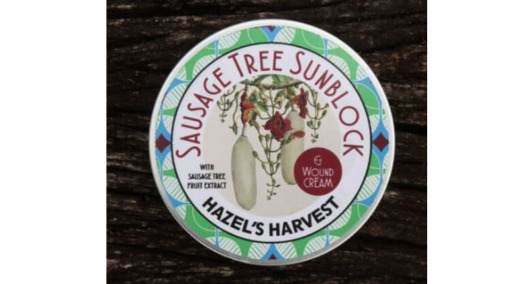 SAUSAGE TREE SUNBLOCK
& 
WOUND
CREAM
WITH
SAUSAGE TREE
FRUIT EXTRACT
HAZEL'S HARVEST